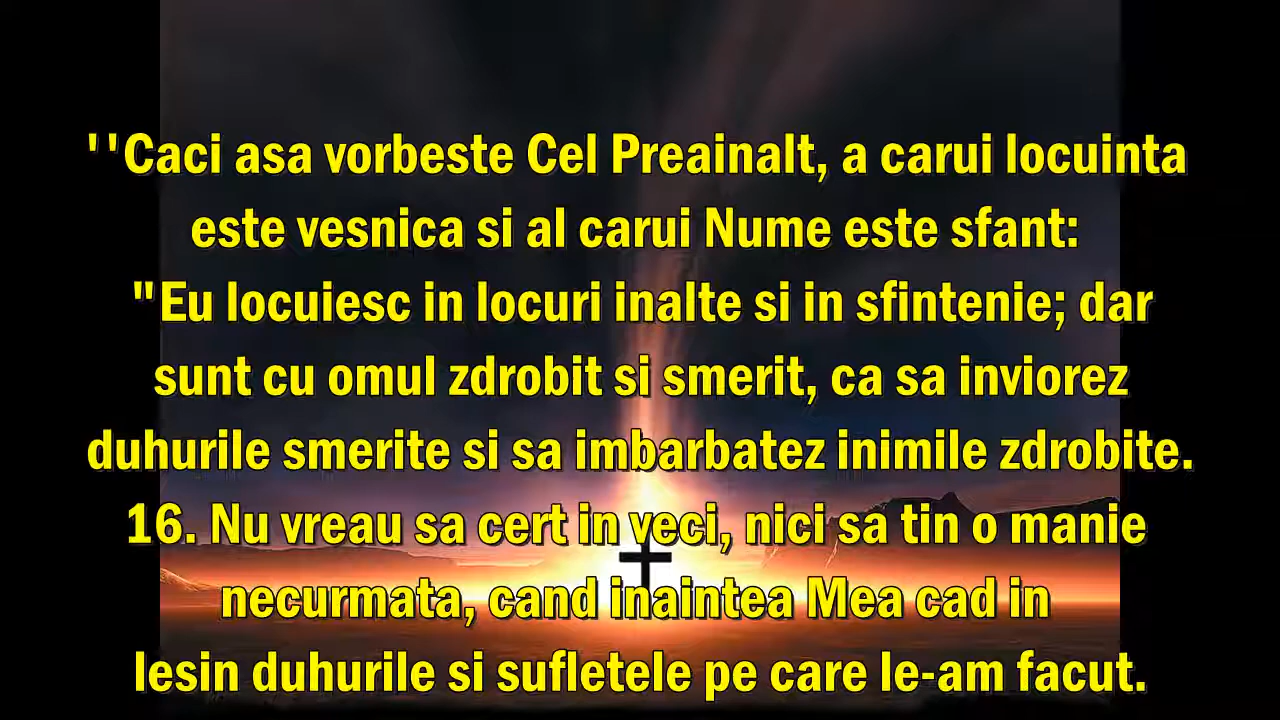 ''Caci asa vorbeste Cel Preainalt, a carui locuinta
este vesnica si al carui Nume este sfant:
"Eu locuiesc in locuri inalte si in sfintenie; dar
sunt cu omul zdrobit si smerit, ca sa inviorez
duhurile smerite si sa imbarbatez inimile zdrobite.
16. Nu vreau sa cert in veci, nici sa tin o manie
necurmata, cand inaintea Mea cad in
lesin duhurile si sufletele pe care le-am facut.